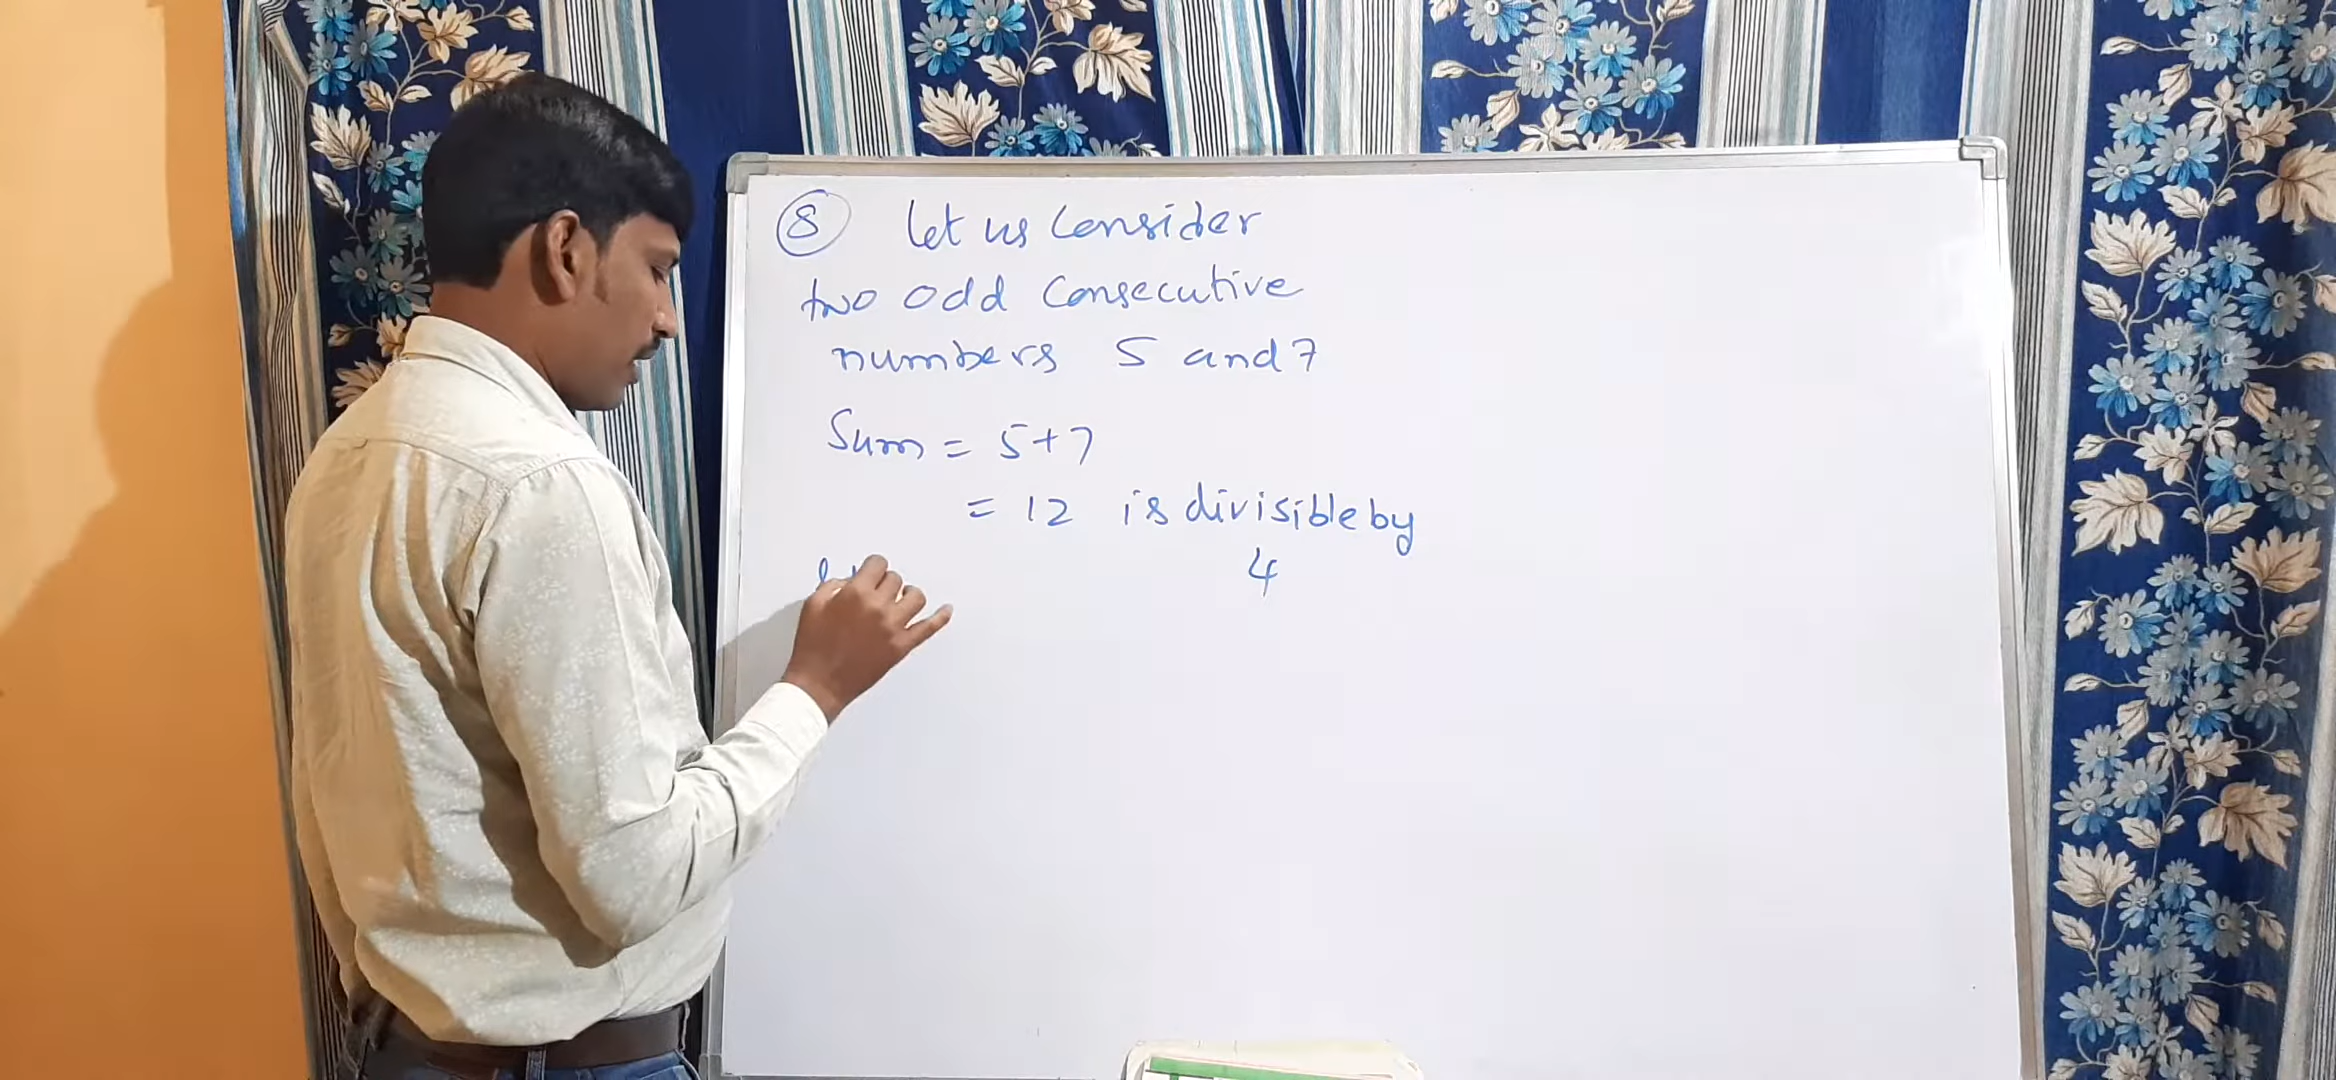 8 Let us Consider
two odd Consecutive
numbers 5 and 7
Sum = 5+7
= 12 is divisible by
4